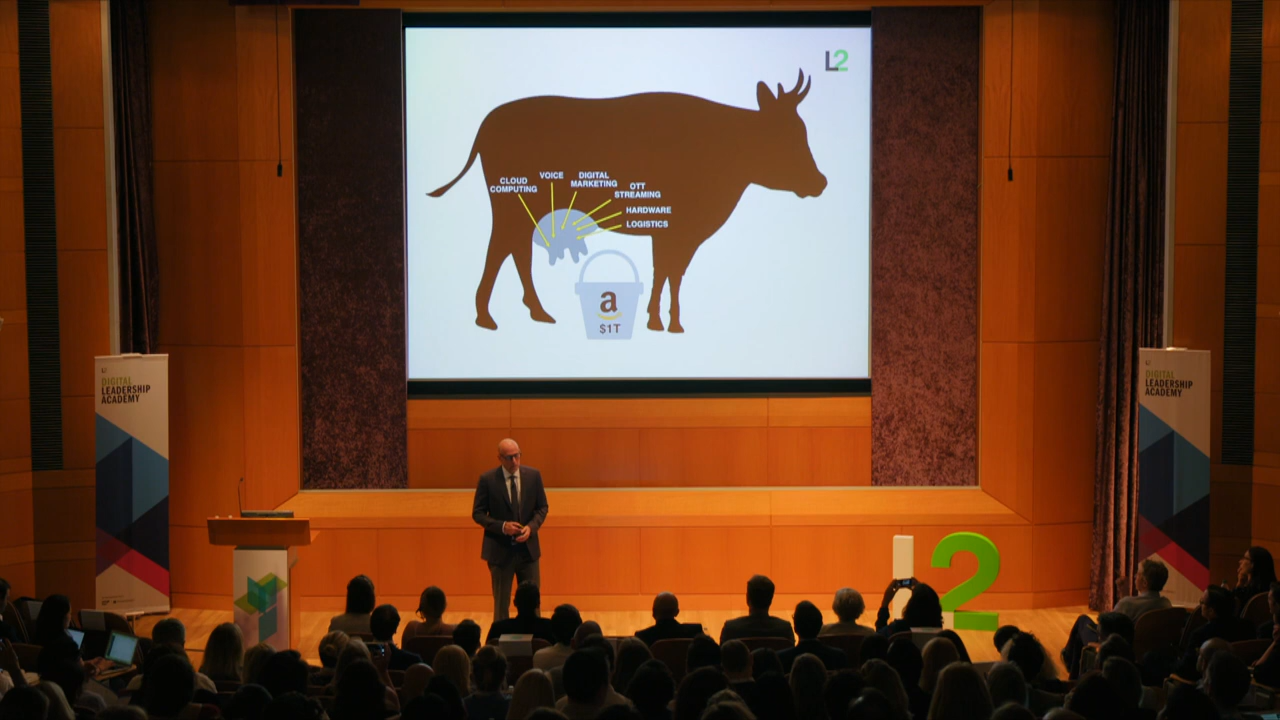 L2
CLOUD
COMPUTING
VOICE
DIGITAL
MARKETING
OTT
STREAMING
HARDWARE
LOGISTICS
a
$1T
DIGITAL
LEADERSHIP
ACADEMY
DIGITAL
LEADERSHIP
ACADEMY
L2